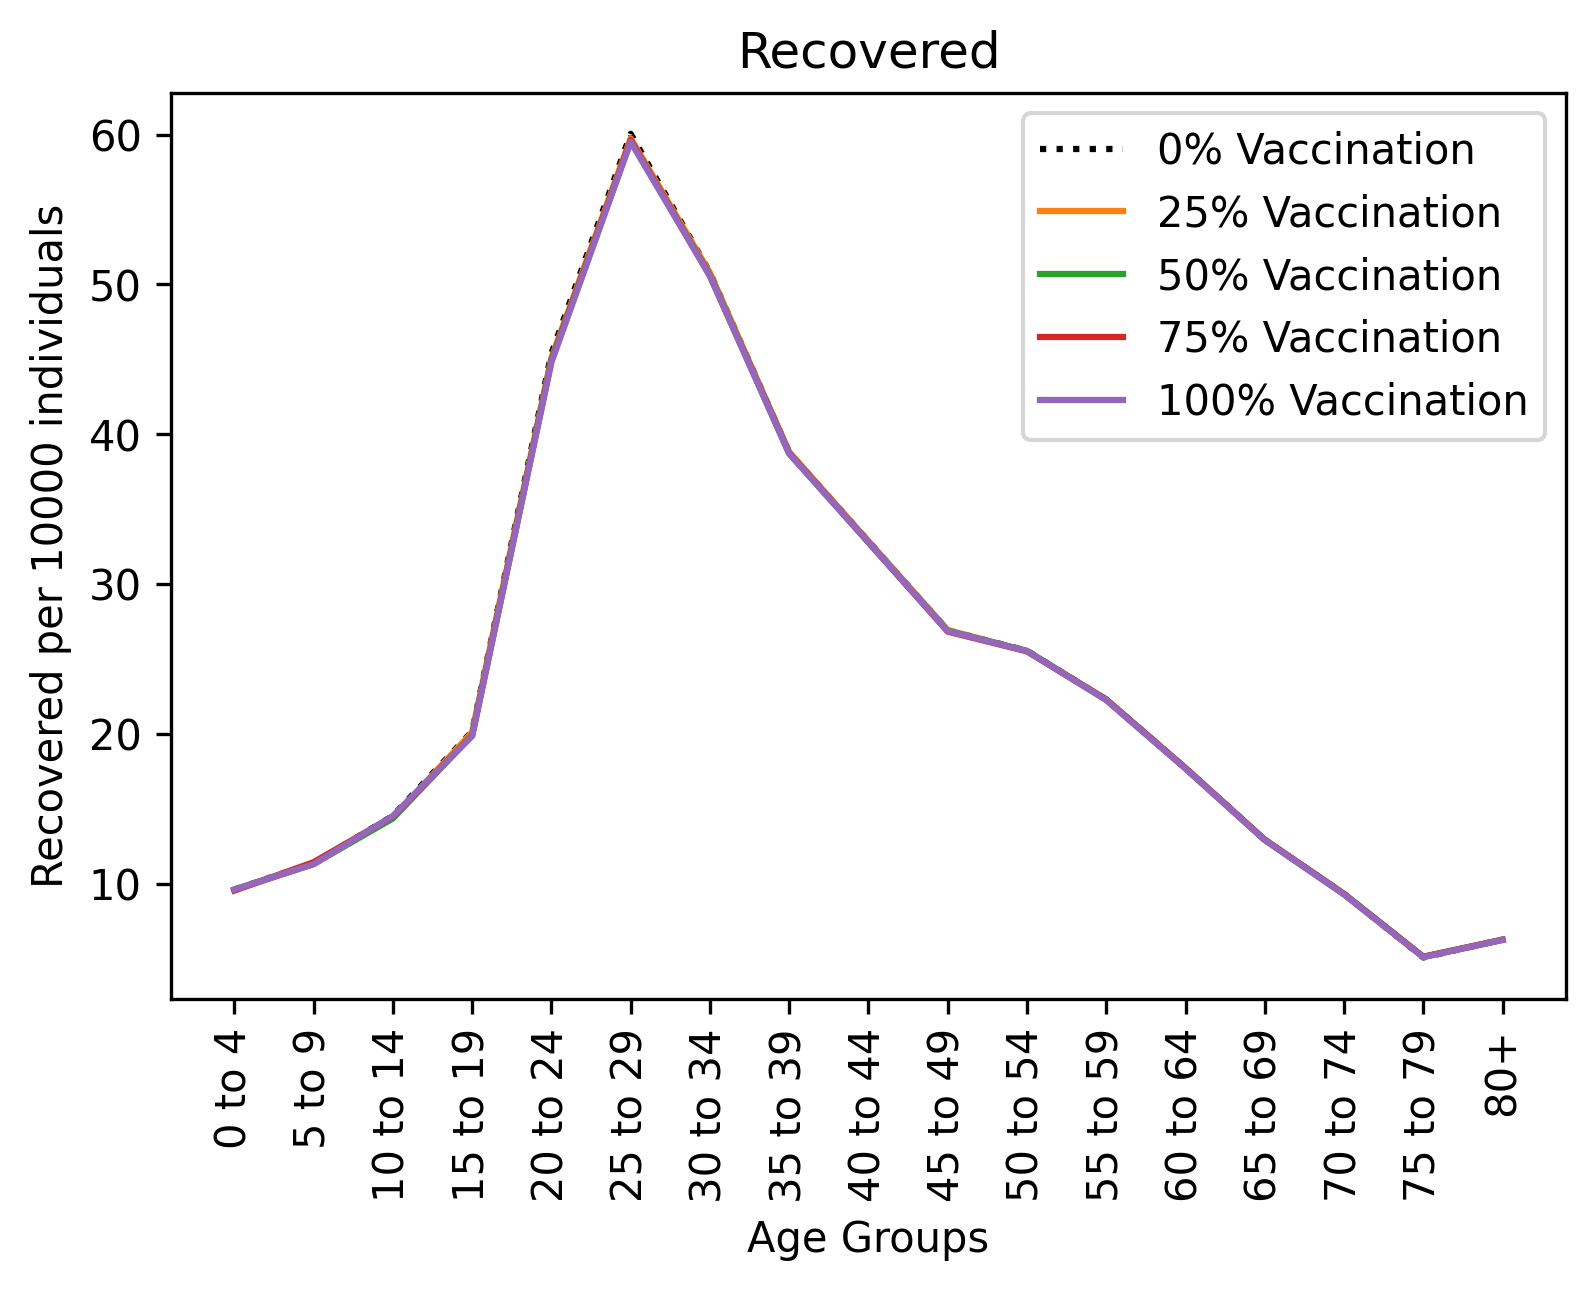 Recovered
0% Vaccination
25% Vaccination
50% Vaccination
75% Vaccination
100% Vaccination
Recovered per 10000 individuals
60
50
40
30
20
10
0 to 4
5 to 9
10 to 14
15 to 19
20 to 24
25 to 29
30 to 34
35 to 39
40 to 44
45 to 49
50 to 54
55 to 59
60 to 64
65 to 69
70 to 74
75 to 79
80+
Age Groups